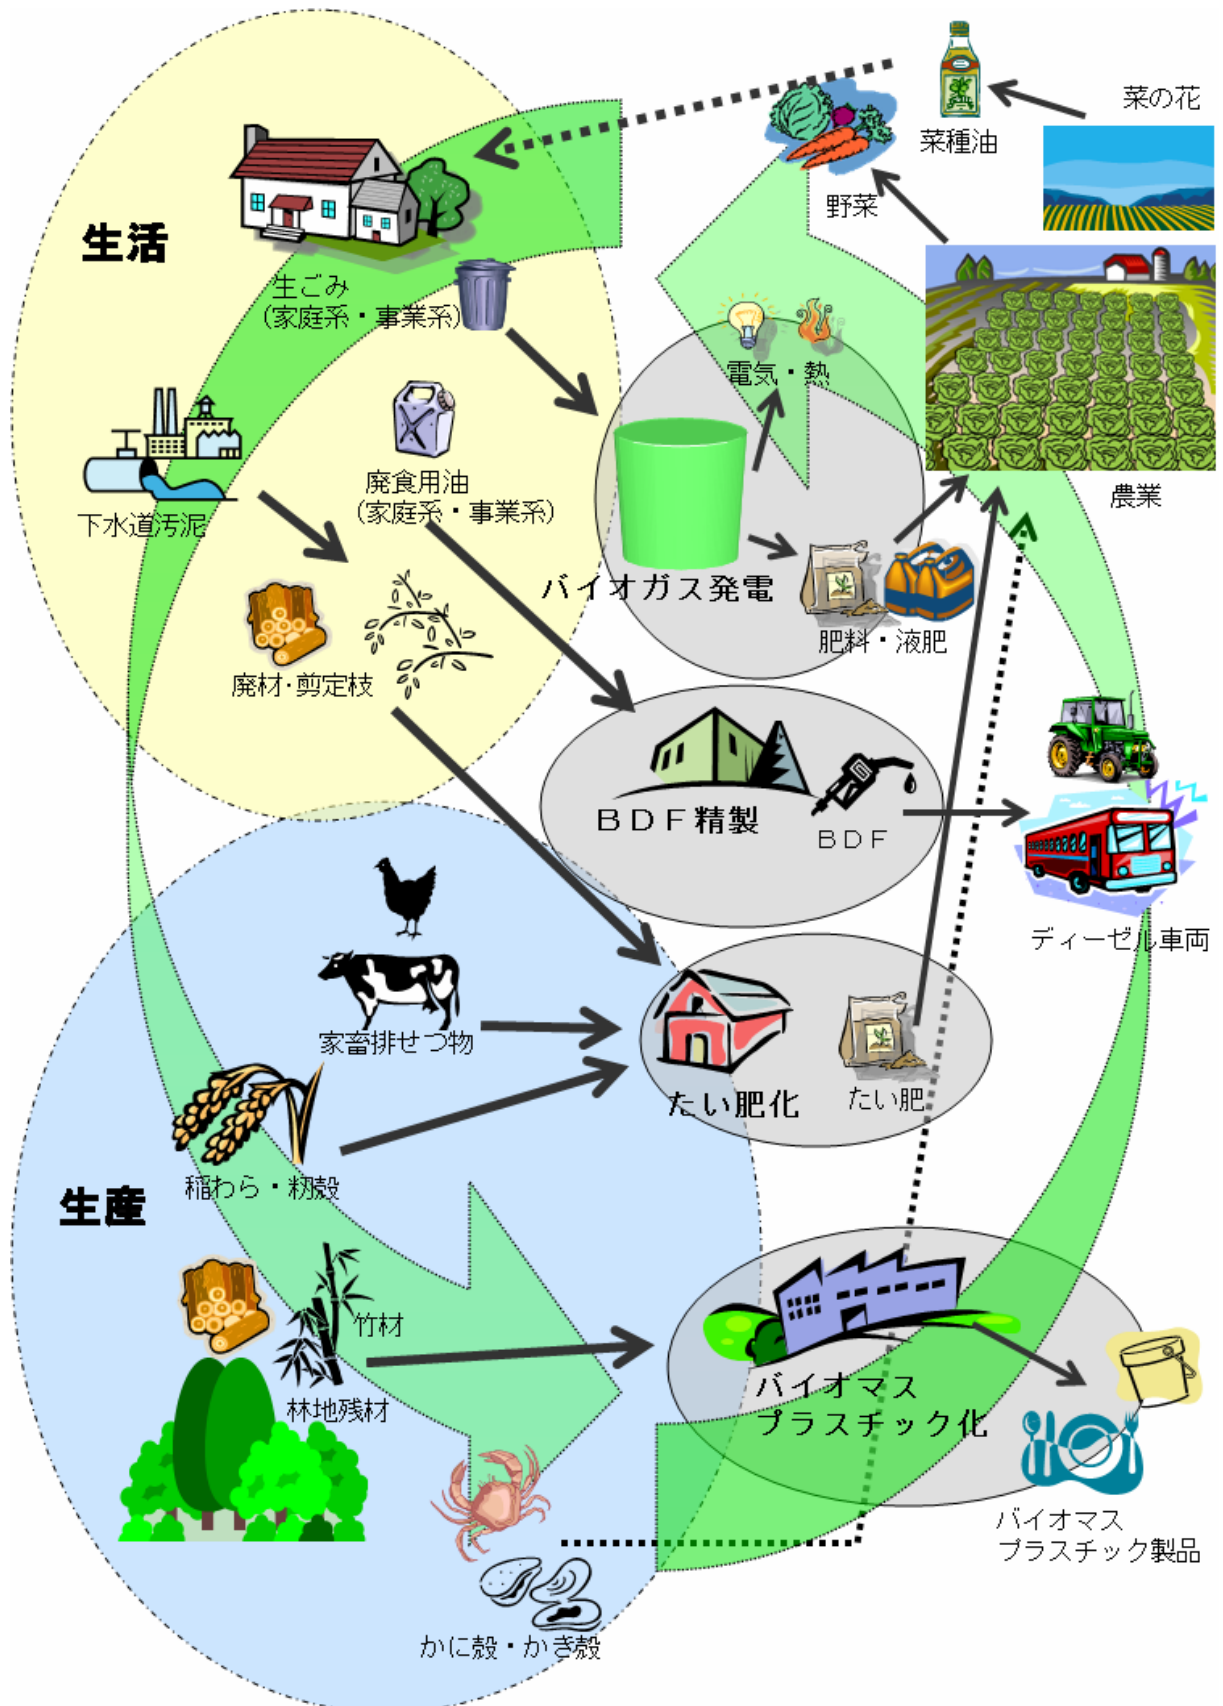 菜の花
菜種油
野菜
生活
生ごみ
(家庭系・事業系)
電気・熱
廃食用油
(家庭系・事業系)
農業
下水道汚泥
バイオガス発電
肥料・液肥
廃材・剪定枝
BDF精製
BDF
ディーゼル車両
家畜排せつ物
たい肥化
たい肥
稲わら・籾殻
生産
竹材
林地残材
バイオマス
プラスチック化
バイオマス
プラスチック製品
かに殻・かき殻